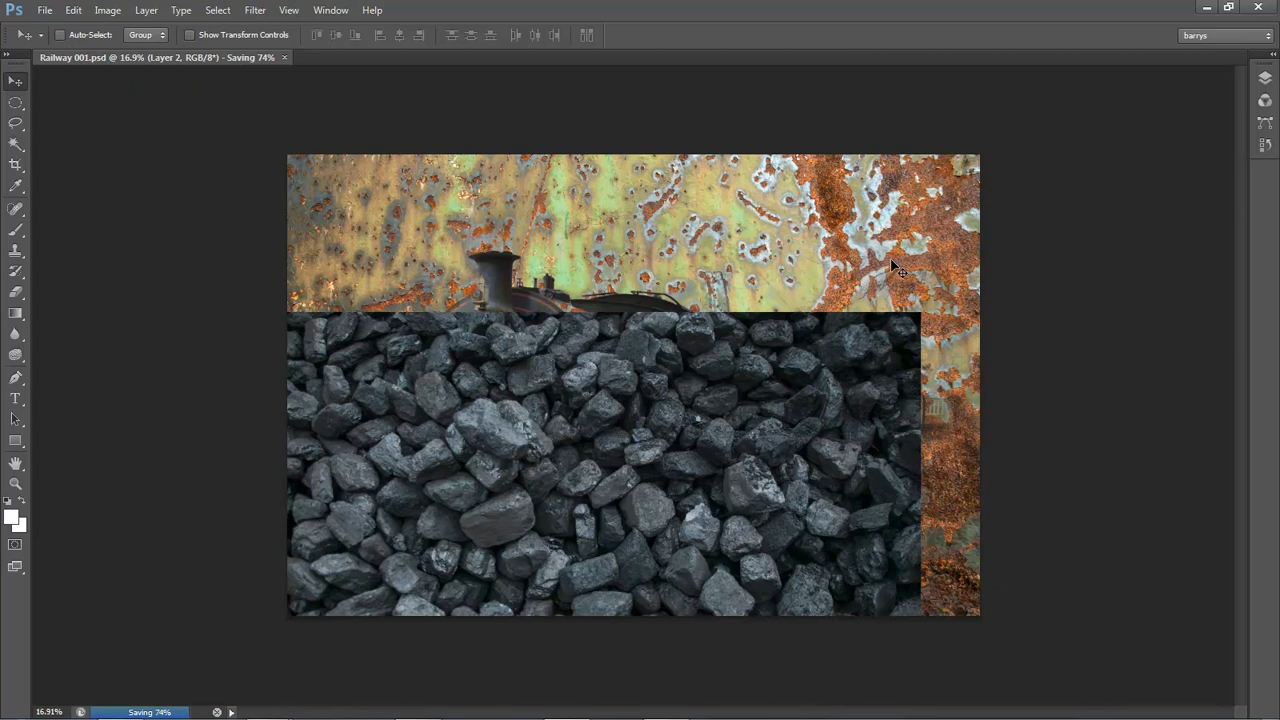 Ps File Edit Image Layer Type Select Filter View Window Help
Auto-Select: Group Show Transform Controls barrys
Railway 001.psd @ 16.9% (Layer 2, RGB/8*) - Saving 74% ×
T
16.91% Saving 74%